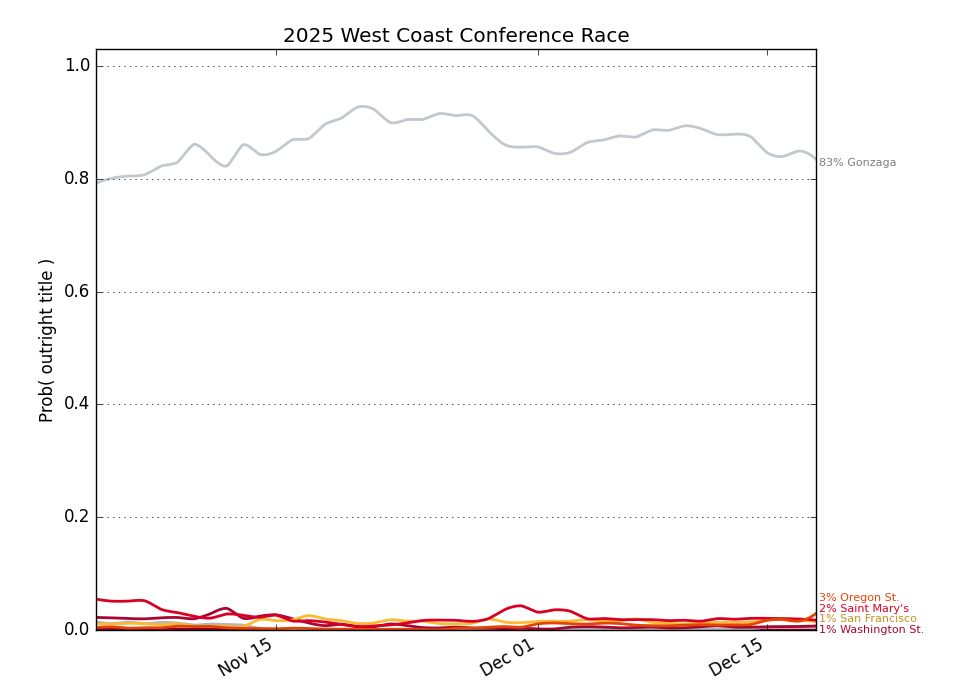 2025 West Coast Conference Race
1.0
0.8
0.6
0.4
0.2
0.0
Prob( outright title )
Nov 15
Dec 01
Dec 15
83% Gonzaga
3% Oregon St.
2% Saint Mary's
1% San Francisco
1% Washington St.